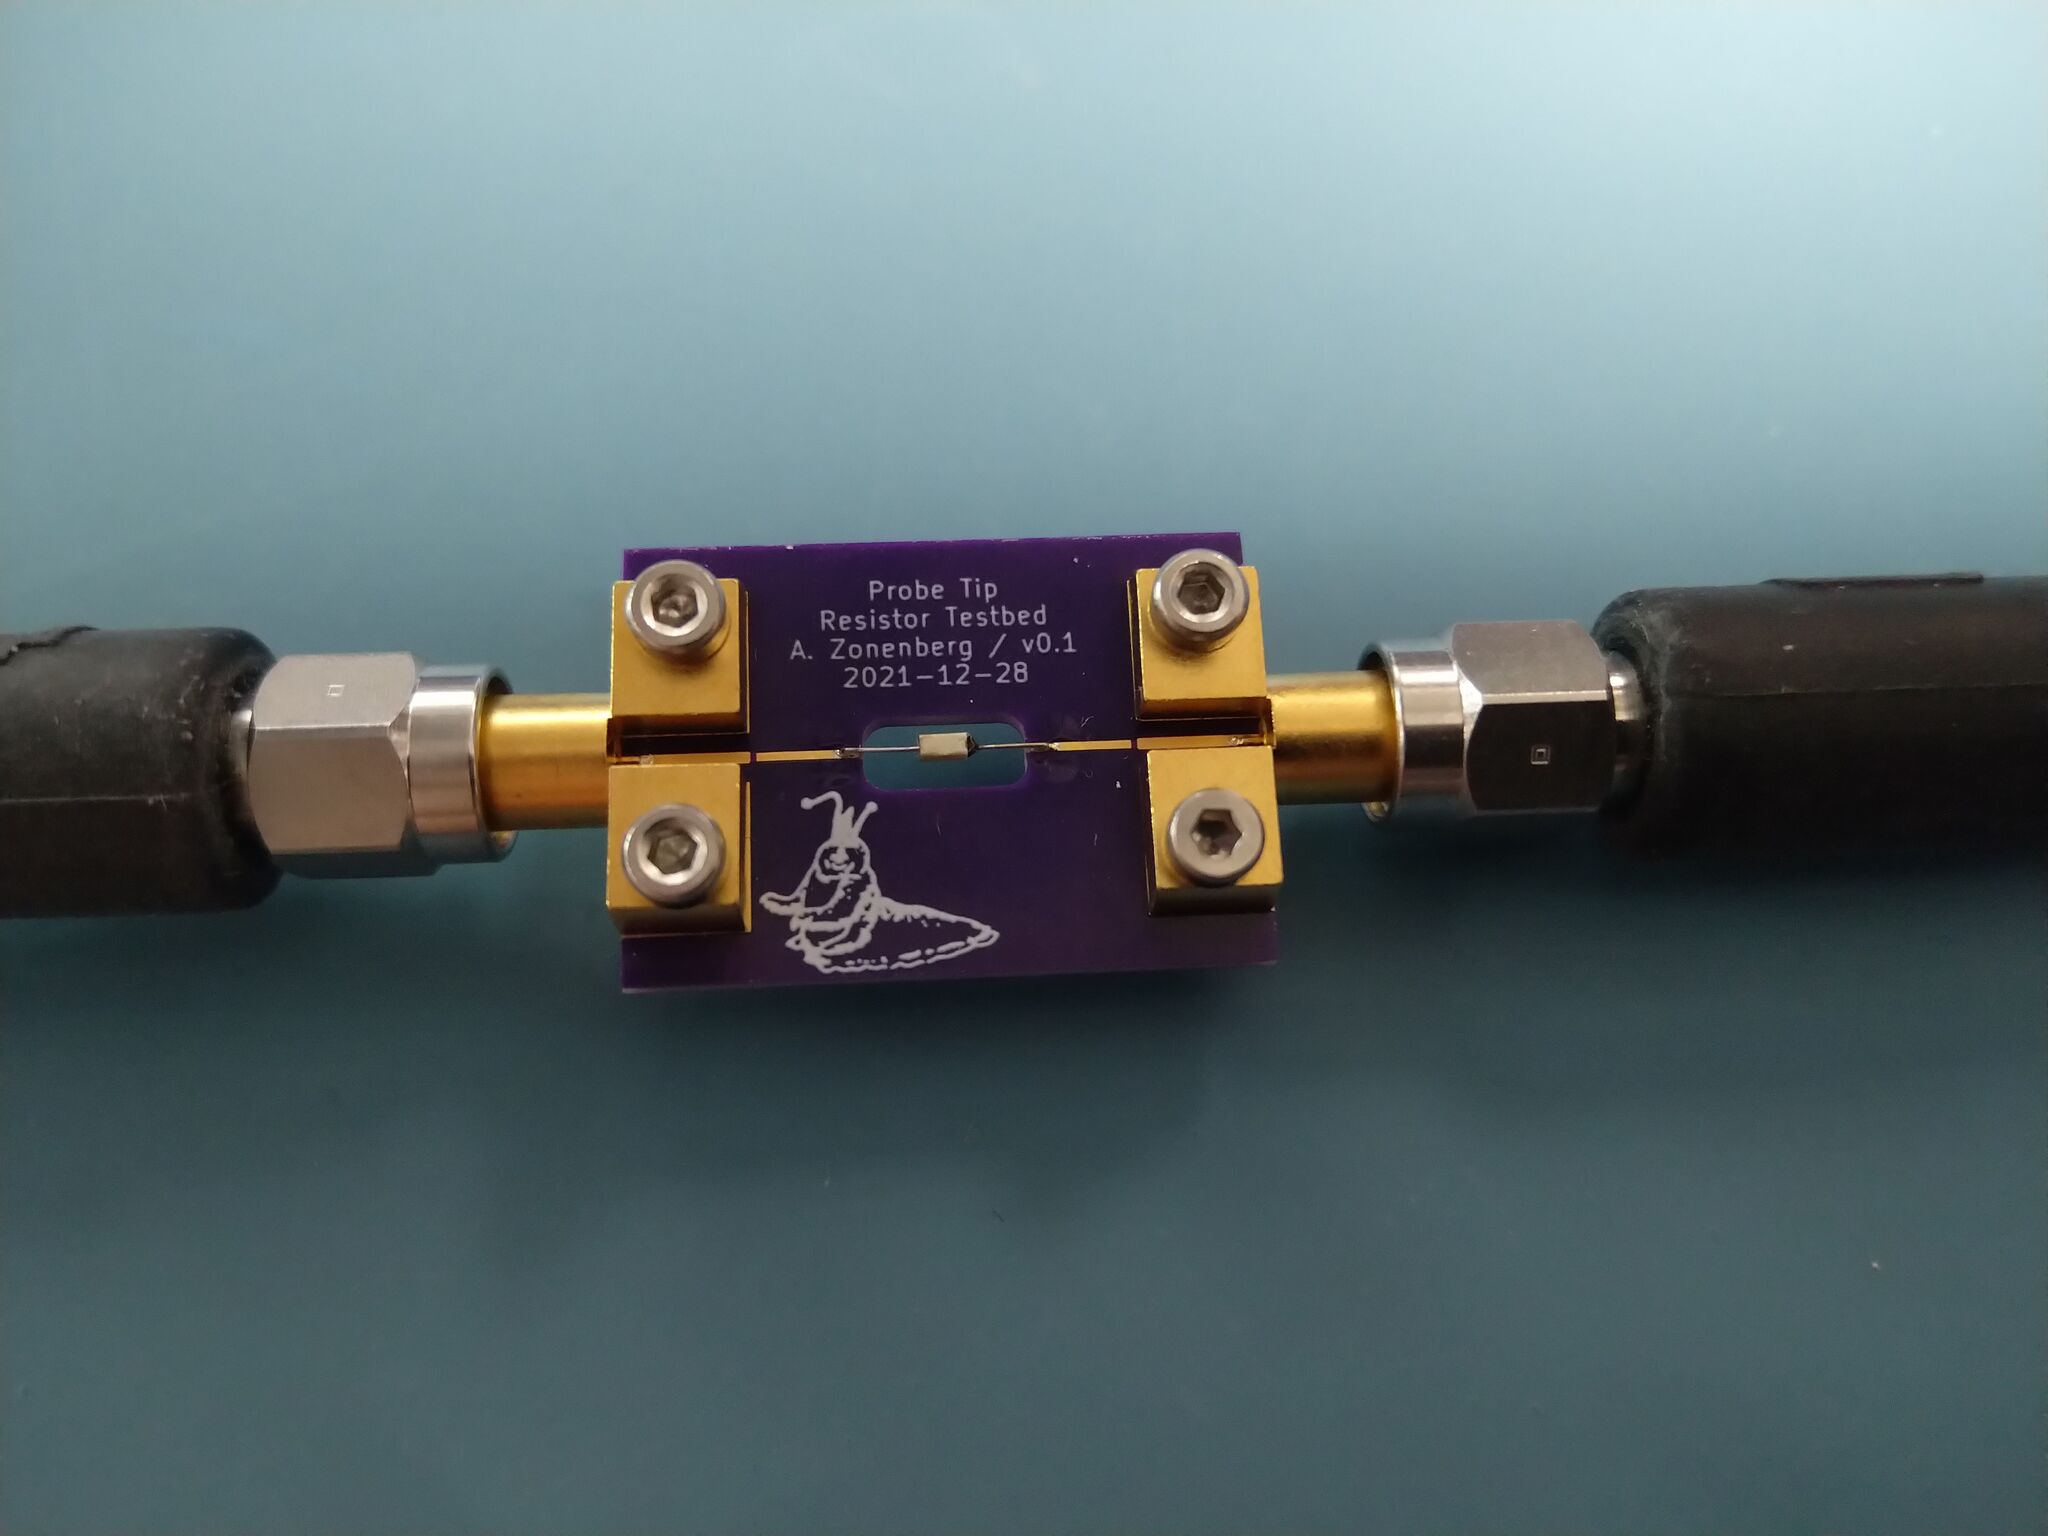 Probe Tip
Resistor Testbed
A. Zonenberg / v0.1
2021-12-28